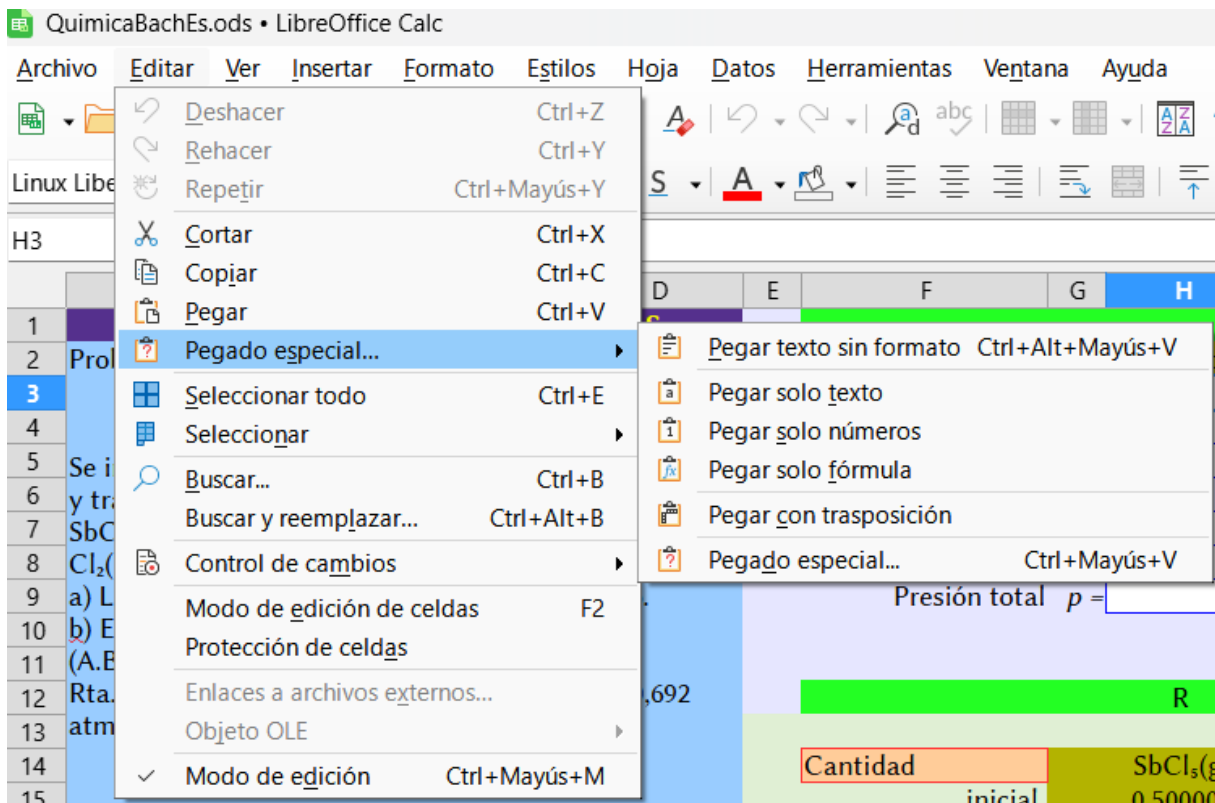 QuimicaBachEs.ods • LibreOffice Calc
Archivo Editar Ver Insertar Formato Estilos Hoja Datos Herramientas Ventana Ayuda
Linux Libe
H3
Deshacer Ctrl+Z
Rehacer Ctrl+Y
Repetir Ctrl+Mayús+Y
Cortar Ctrl+X
Copiar Ctrl+C
Pegar Ctrl+V
Pegado especial...
Seleccionar todo Ctrl+E
Seleccionar
Buscar... Ctrl+B
Buscar y reemplazar... Ctrl+Alt+B
Control de cambios
Modo de edición de celdas F2
Protección de celdas
Enlaces a archivos externos...
Objeto OLE
Modo de edición Ctrl+Mayús+M
Pegar texto sin formato Ctrl+Alt+Mayús+V
Pegar solo texto
Pegar solo números
Pegar solo fórmula
Pegar con trasposición
Pegado especial... Ctrl+Mayús+V
D E F G H
1
2 Prol
3
4
5 Se i
6 y tra
7 SbC
8 Cl₂(
9 a) L . Presión total p =
10 b) E
11 (A.B
12 Rta. ,692 R
13 atm
14 Cantidad SbCl₅(g
15 inicial 0,50000